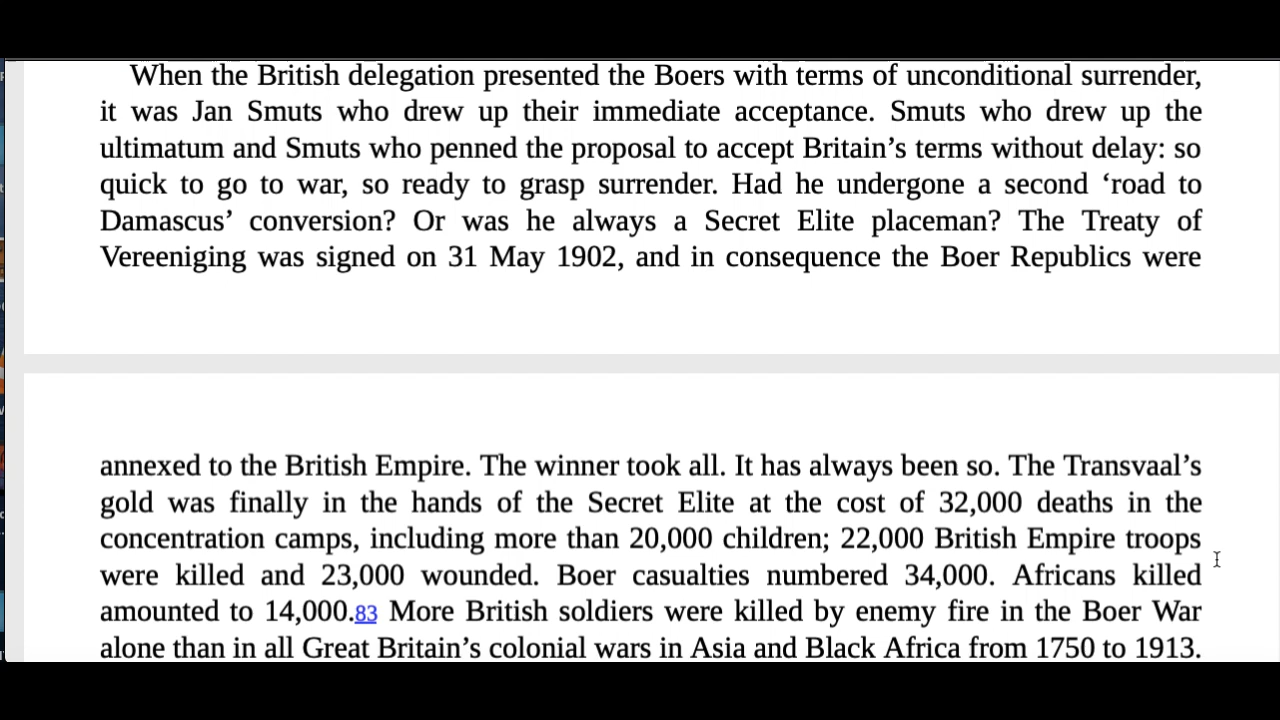 When the British delegation presented the Boers with terms of unconditional surrender,
it was Jan Smuts who drew up their immediate acceptance. Smuts who drew up the
ultimatum and Smuts who penned the proposal to accept Britain’s terms without delay: so
quick to go to war, so ready to grasp surrender. Had he undergone a second ‘road to
Damascus’ conversion? Or was he always a Secret Elite placeman? The Treaty of
Vereeniging was signed on 31 May 1902, and in consequence the Boer Republics were
annexed to the British Empire. The winner took all. It has always been so. The Transvaal’s
gold was finally in the hands of the Secret Elite at the cost of 32,000 deaths in the
concentration camps, including more than 20,000 children; 22,000 British Empire troops
were killed and 23,000 wounded. Boer casualties numbered 34,000. Africans killed
amounted to 14,000.83 More British soldiers were killed by enemy fire in the Boer War
alone than in all Great Britain’s colonial wars in Asia and Black Africa from 1750 to 1913.